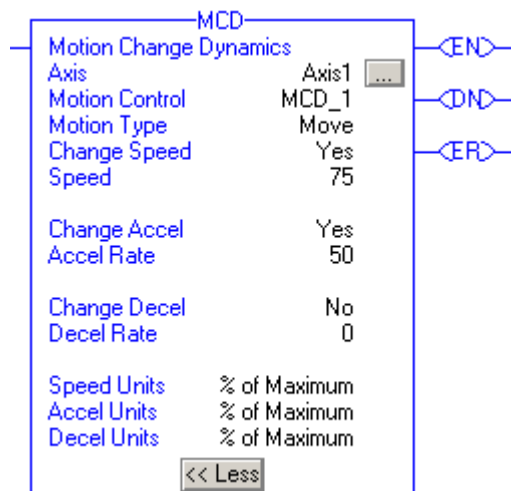 MCD
Motion Change Dynamics EN
Axis Axis1 ...
Motion Control MCD_1 DN
Motion Type Move
Change Speed Yes ER
Speed 75
Change Accel Yes
Accel Rate 50
Change Decel No
Decel Rate 0
Speed Units % of Maximum
Accel Units % of Maximum
Decel Units % of Maximum
<< Less